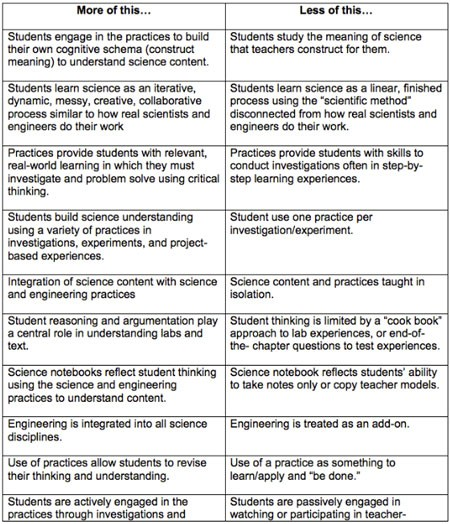 More of this…
Less of this…
Students engage in the practices to build
their own cognitive schema (construct
meaning) to understand science content.
Students study the meaning of science
that teachers construct for them.
Students learn science as an iterative,
dynamic, messy, creative, collaborative
process similar to how real scientists and
engineers do their work
Students learn science as a linear, finished
process using the “scientific method”
disconnected from how real scientists and
engineers do their work.
Practices provide students with relevant,
real-world learning in which they must
investigate and problem solve using critical
thinking.
Practices provide students with skills to
conduct investigations often in step-by-
step learning experiences.
Students build science understanding
using a variety of practices in
investigations, experiments, and project-
based experiences.
Student use one practice per
investigation/experiment.
Integration of science content with science
and engineering practices
Science content and practices taught in
isolation.
Student reasoning and argumentation play
a central role in understanding labs and
text.
Student thinking is limited by a “cook book”
approach to lab experiences, or end-of-
the- chapter questions to test experiences.
Science notebooks reflect student thinking
using the science and engineering
practices to understand content.
Science notebook reflects students’ ability
to take notes only or copy teacher models.
Engineering is integrated into all science
disciplines.
Engineering is treated as an add-on.
Use of practices allow students to revise
their thinking and understanding.
Use of a practice as something to
learn/apply and “be done.”
Students are actively engaged in the
practices through investigations and
Students are passively engaged in
watching or participating in teacher-